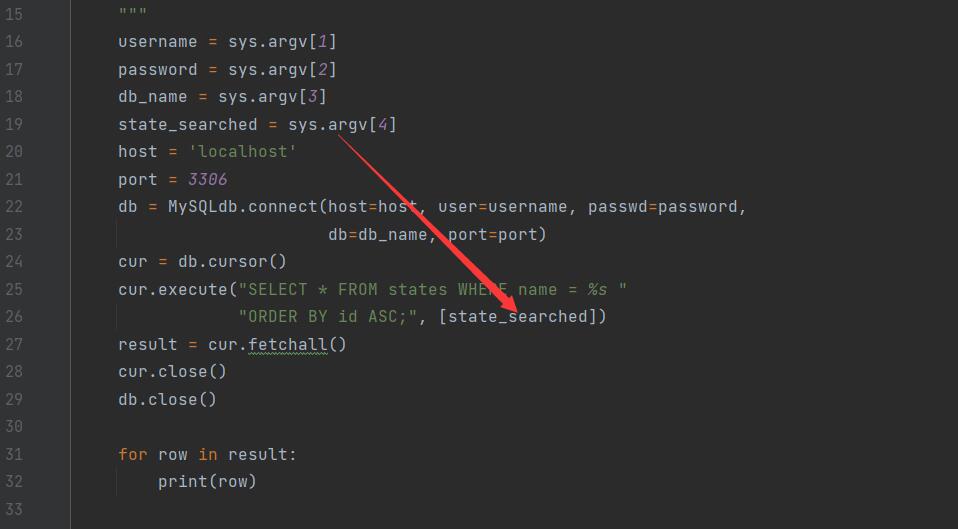 15 """
16 username = sys.argv[1]
17 password = sys.argv[2]
18 db_name = sys.argv[3]
19 state_searched = sys.argv[4]
20 host = 'localhost'
21 port = 3306
22 db = MySQLdb.connect(host=host, user=username, passwd=password,
23 db=db_name, port=port)
24 cur = db.cursor()
25 cur.execute("SELECT * FROM states WHERE name = %s "
26 "ORDER BY id ASC;", [state_searched])
27 result = cur.fetchall()
28 cur.close()
29 db.close()
30
31 for row in result:
32 print(row)
33